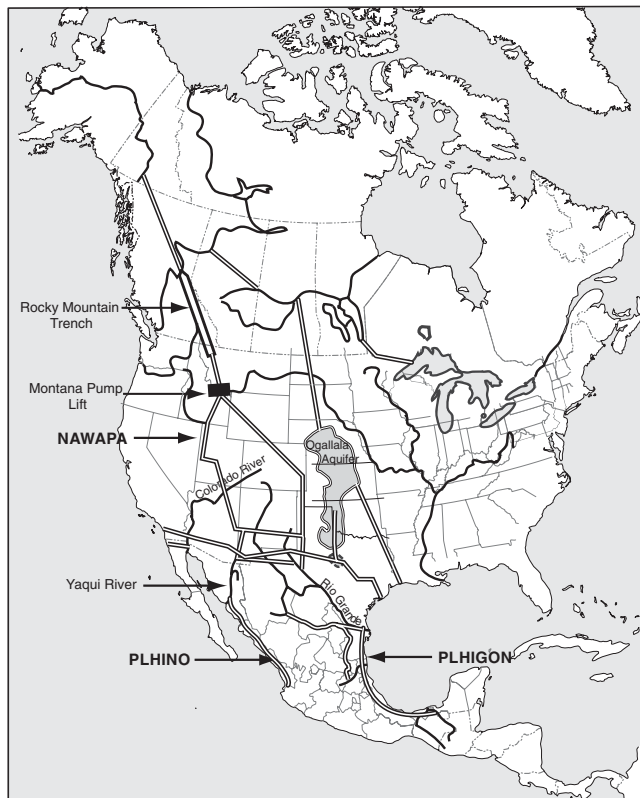 Rocky Mountain
Trench
Montana Pump
Lift
NAWAPA
Ogallala
Aquifer
Colorado River
Yaqui River
Rio Grande
PLHINO
PLHIGON